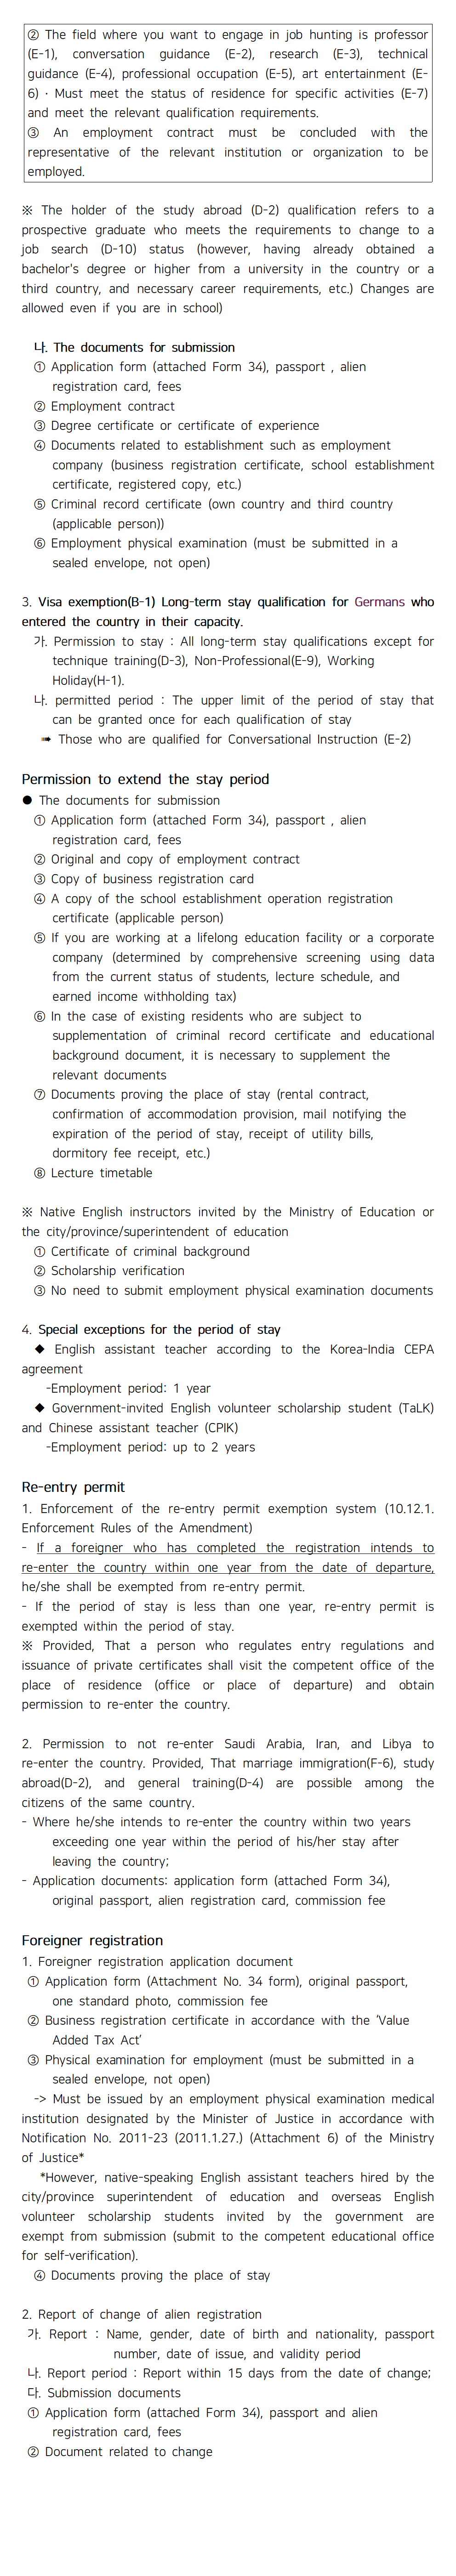 ② The field where you want to engage in job hunting is professor
(E-1), conversation guidance (E-2), research (E-3), technical
guidance (E-4), professional occupation (E-5), art entertainment (E-
6) · Must meet the status of residence for specific activities (E-7)
and meet the relevant qualification requirements.
③ An employment contract must be concluded with the
representative of the relevant institution or organization to be
employed.
※ The holder of the study abroad (D-2) qualification refers to a
prospective graduate who meets the requirements to change to a
job search (D-10) status (however, having already obtained a
bachelor's degree or higher from a university in the country or a
third country, and necessary career requirements, etc.) Changes are
allowed even if you are in school)
나. The documents for submission
① Application form (attached Form 34), passport , alien
registration card, fees
② Employment contract
③ Degree certificate or certificate of experience
④ Documents related to establishment such as employment
company (business registration certificate, school establishment
certificate, registered copy, etc.)
⑤ Criminal record certificate (own country and third country
(applicable person))
⑥ Employment physical examination (must be submitted in a
sealed envelope, not open)
3. Visa exemption(B-1) Long-term stay qualification for Germans who
entered the country in their capacity.
가. Permission to stay : All long-term stay qualifications except for
technique training(D-3), Non-Professional(E-9), Working
Holiday(H-1).
나. permitted period : The upper limit of the period of stay that
can be granted once for each qualification of stay
➠ Those who are qualified for Conversational Instruction (E-2)
Permission to extend the stay period
● The documents for submission
① Application form (attached Form 34), passport , alien
registration card, fees
② Original and copy of employment contract
③ Copy of business registration card
④ A copy of the school establishment operation registration
certificate (applicable person)
⑤ If you are working at a lifelong education facility or a corporate
company (determined by comprehensive screening using data
from the current status of students, lecture schedule, and
earned income withholding tax)
⑥ In the case of existing residents who are subject to
supplementation of criminal record certificate and educational
background document, it is necessary to supplement the
relevant documents
⑦ Documents proving the place of stay (rental contract,
confirmation of accommodation provision, mail notifying the
expiration of the period of stay, receipt of utility bills,
dormitory fee receipt, etc.)
⑧ Lecture timetable
※ Native English instructors invited by the Ministry of Education or
the city/province/superintendent of education
① Certificate of criminal background
② Scholarship verification
③ No need to submit employment physical examination documents
4. Special exceptions for the period of stay
◆ English assistant teacher according to the Korea-India CEPA
agreement
-Employment period: 1 year
◆ Government-invited English volunteer scholarship student (TaLK)
and Chinese assistant teacher (CPIK)
-Employment period: up to 2 years
Re-entry permit
1. Enforcement of the re-entry permit exemption system (10.12.1.
Enforcement Rules of the Amendment)
- If a foreigner who has completed the registration intends to
re-enter the country within one year from the date of departure,
he/she shall be exempted from re-entry permit.
- If the period of stay is less than one year, re-entry permit is
exempted within the period of stay.
※ Provided, That a person who regulates entry regulations and
issuance of private certificates shall visit the competent office of the
place of residence (office or place of departure) and obtain
permission to re-enter the country.
2. Permission to not re-enter Saudi Arabia, Iran, and Libya to
re-enter the country. Provided, That marriage immigration(F-6), study
abroad(D-2), and general training(D-4) are possible among the
citizens of the same country.
- Where he/she intends to re-enter the country within two years
exceeding one year within the period of his/her stay after
leaving the country;
- Application documents: application form (attached Form 34),
original passport, alien registration card, commission fee
Foreigner registration
1. Foreigner registration application document
① Application form (Attachment No. 34 form), original passport,
one standard photo, commission fee
② Business registration certificate in accordance with the 'Value
Added Tax Act'
③ Physical examination for employment (must be submitted in a
sealed envelope, not open)
-> Must be issued by an employment physical examination medical
institution designated by the Minister of Justice in accordance with
Notification No. 2011-23 (2011.1.27.) (Attachment 6) of the Ministry
of Justice*
*However, native-speaking English assistant teachers hired by the
city/province superintendent of education and overseas English
volunteer scholarship students invited by the government are
exempt from submission (submit to the competent educational office
for self-verification).
④ Documents proving the place of stay
2. Report of change of alien registration
가. Report : Name, gender, date of birth and nationality, passport
number, date of issue, and validity period
나. Report period : Report within 15 days from the date of change;
다. Submission documents
① Application form (attached Form 34), passport and alien
registration card, fees
② Document related to change